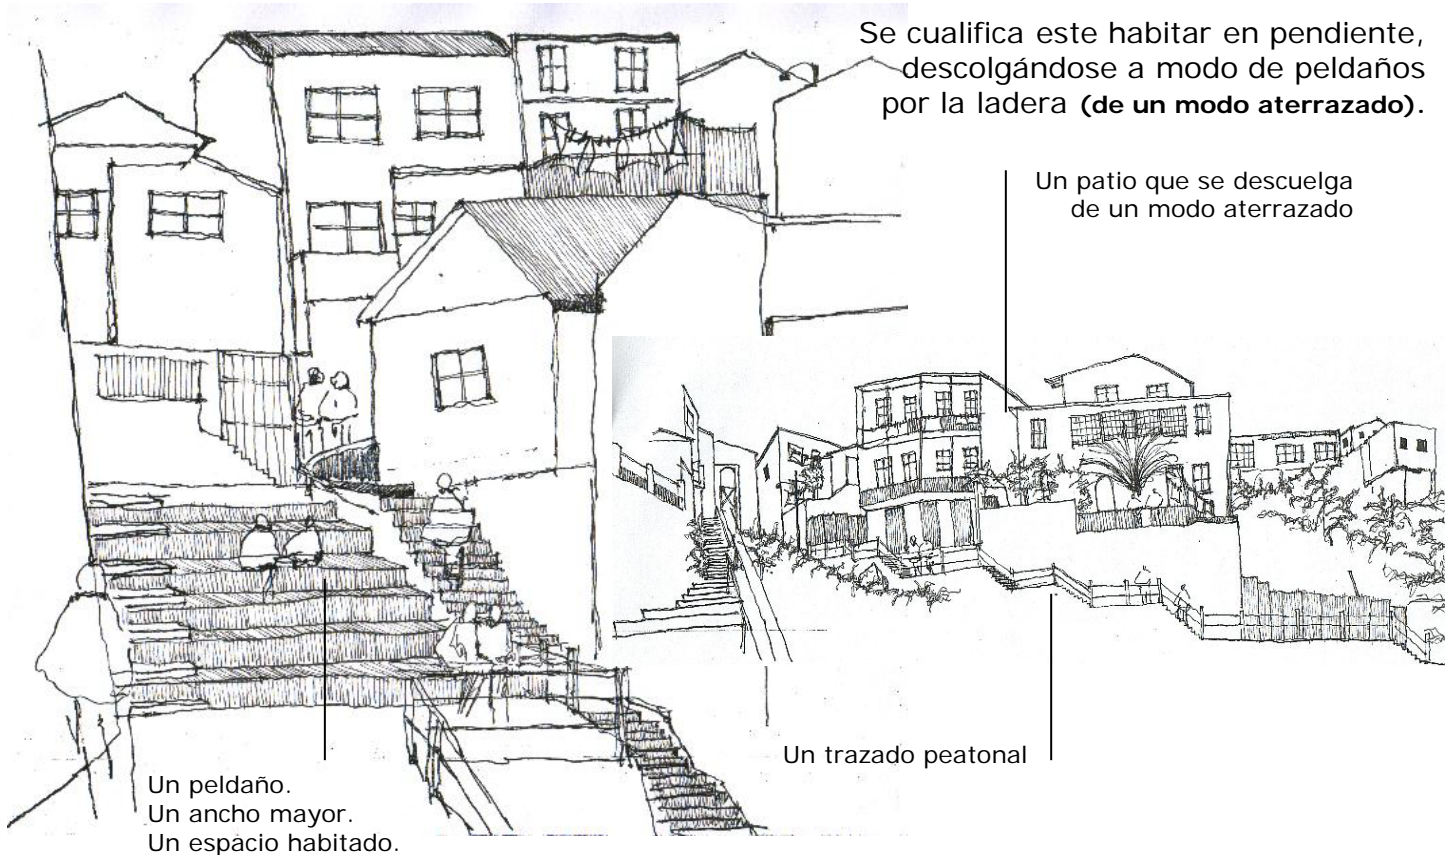 Se cualifica este habitar en pendiente,
descolgándose a modo de peldaños
por la ladera (de un modo aterrazado).
Un patio que se descuelga
de un modo aterrazado
Un trazado peatonal
Un peldaño.
Un ancho mayor.
Un espacio habitado.